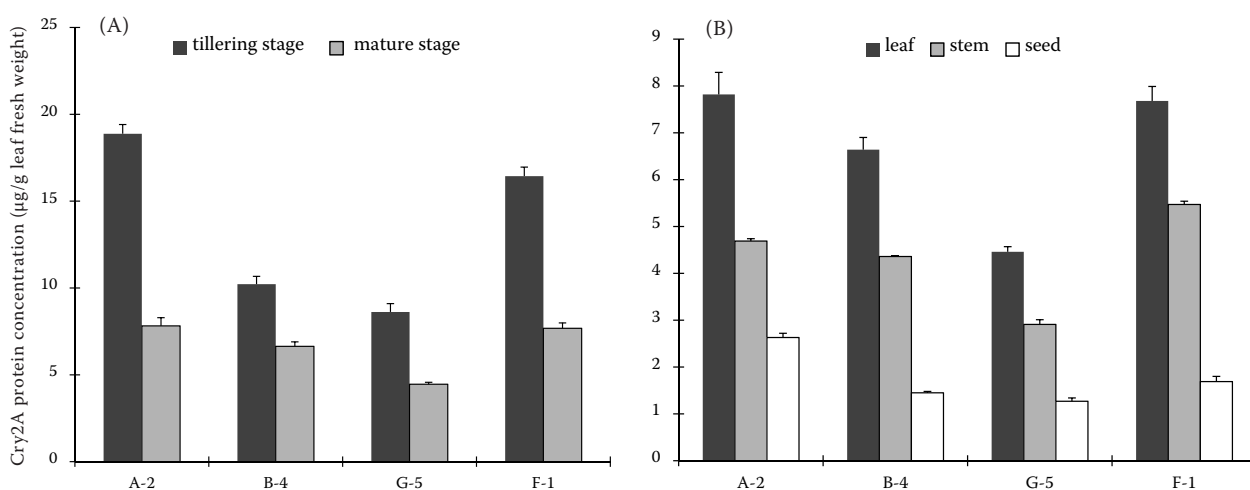 Cry2A protein concentration (μg/g leaf fresh weight)
(A)
tillering stage mature stage
25
20
15
10
5
0
A-2 B-4 G-5 F-1
(B)
leaf stem seed
9
8
7
6
5
4
3
2
1
0
A-2 B-4 G-5 F-1